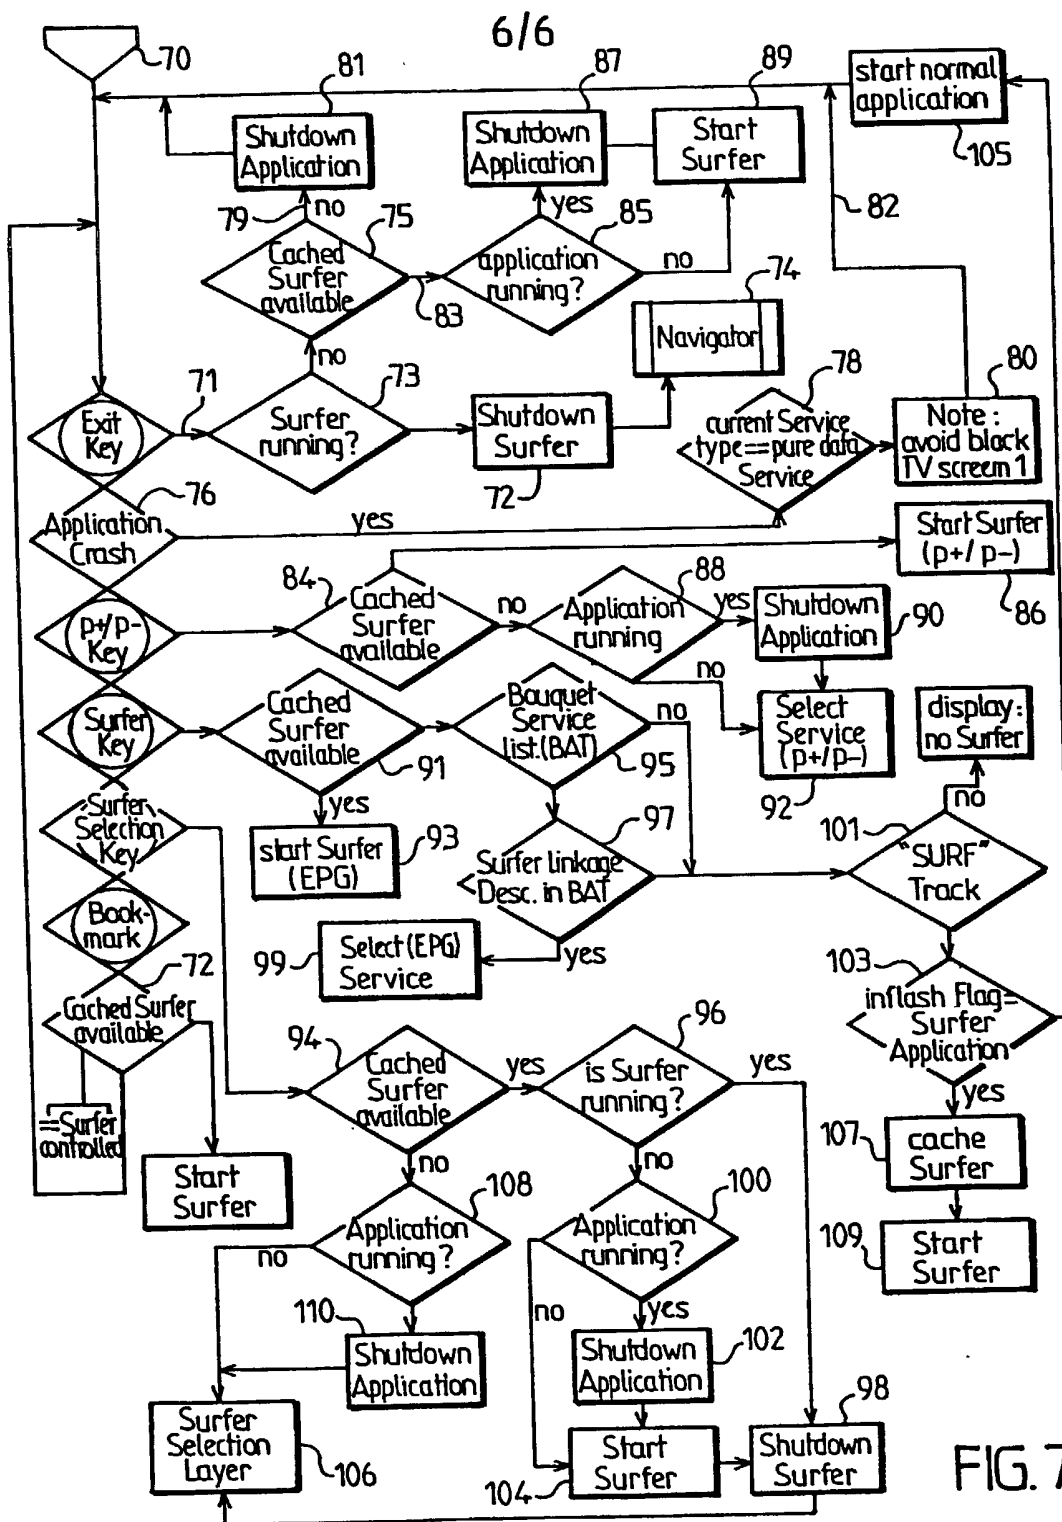 6/6
70
81
87
89
start normal
application
105
Shutdown
Application
Shutdown
Application
Start
Surfer
79
no
75
yes
85
82
Cached
Surfer
available
83
application
running?
no
74
Navigator
no
73
78
80
71
Exit
Key
Surfer
running?
Shutdown
Surfer
72
current Service
type==pure data
Service
Note:
avoid black
TV screem 1
76
Application
Crash
yes
Start Surfer
(p+/p-)
86
84
Cached
Surfer
available
no
88
Application
running
yes
Shutdown
Application
90
p+/p-
Key
no
Surfer
Key
Cached
Surfer
available
91
Bouquet
Service
list.(BAT)
95
no
Select
Service
(p+/p-)
92
display:
no Surfer
no
yes
start Surfer
(EPG)
93
97
Surfer linkage
Desc. in BAT
101
"SURF"
Track
Surfer
Selection
Key
Book-
mark
Select (EPG)
Service
99
yes
103
inflash Flag=
Surfer
Application
yes
72
Cached Surfer
available
==Surfer
controlled
Start
Surfer
94
Cached
Surfer
available
yes
96
is Surfer
running?
yes
107
cache
Surfer
no
no
108
Application
running?
no
100
Application
running?
no
yes
109
Start
Surfer
110
Shutdown
Application
102
Shutdown
Application
98
Surfer
Selection
Layer
106
104
Start
Surfer
Shutdown
Surfer
FIG. 7